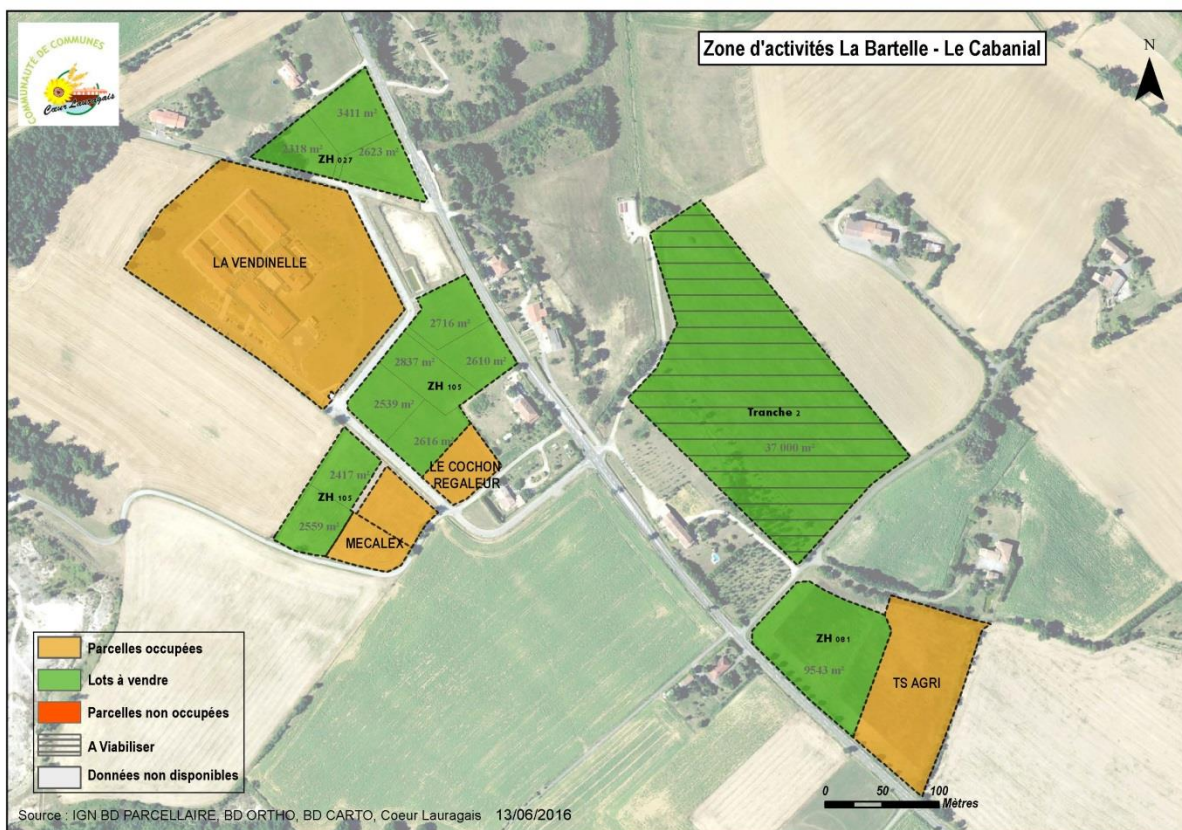 COMMUNAUTÉ DE COMMUNES
Cœur Lauragais
Zone d'activités La Bartelle - Le Cabanial
N
3411 m²
2318 m²
2623 m²
ZH 027
LA VENDINELLE
2716 m²
2837 m²
2610 m²
ZH 105
2539 m²
2616 m²
LE COCHON
REGALEUR
2417 m²
ZH 105
2559 m²
MECALEX
Tranche 2
37 000 m²
ZH 081
9543 m²
TS AGRI
Parcelles occupées
Lots à vendre
Parcelles non occupées
A Viabiliser
Données non disponibles
0 50 100
Mètres
Source : IGN BD PARCELLAIRE, BD ORTHO, BD CARTO, Coeur Lauragais 13/06/2016